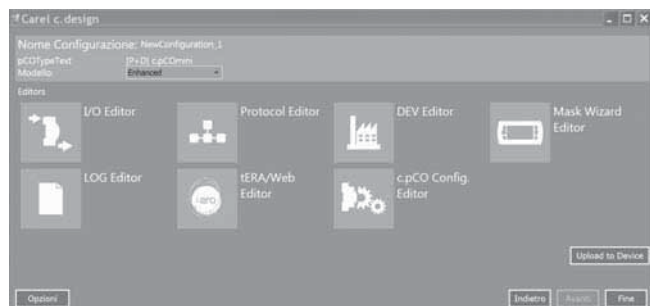 Carel c.design
Nome Configurazione: NewConfiguration_1
pCOTypeText: [P+D] c.pCOmini
Modello: Enhanced
Editors
I/O Editor
Protocol Editor
DEV Editor
Mask Wizard
Editor
LOG Editor
tERA/Web
Editor
c.pCO Config.
Editor
Upload to Device
Opzioni
Indietro
Avanti
Fine